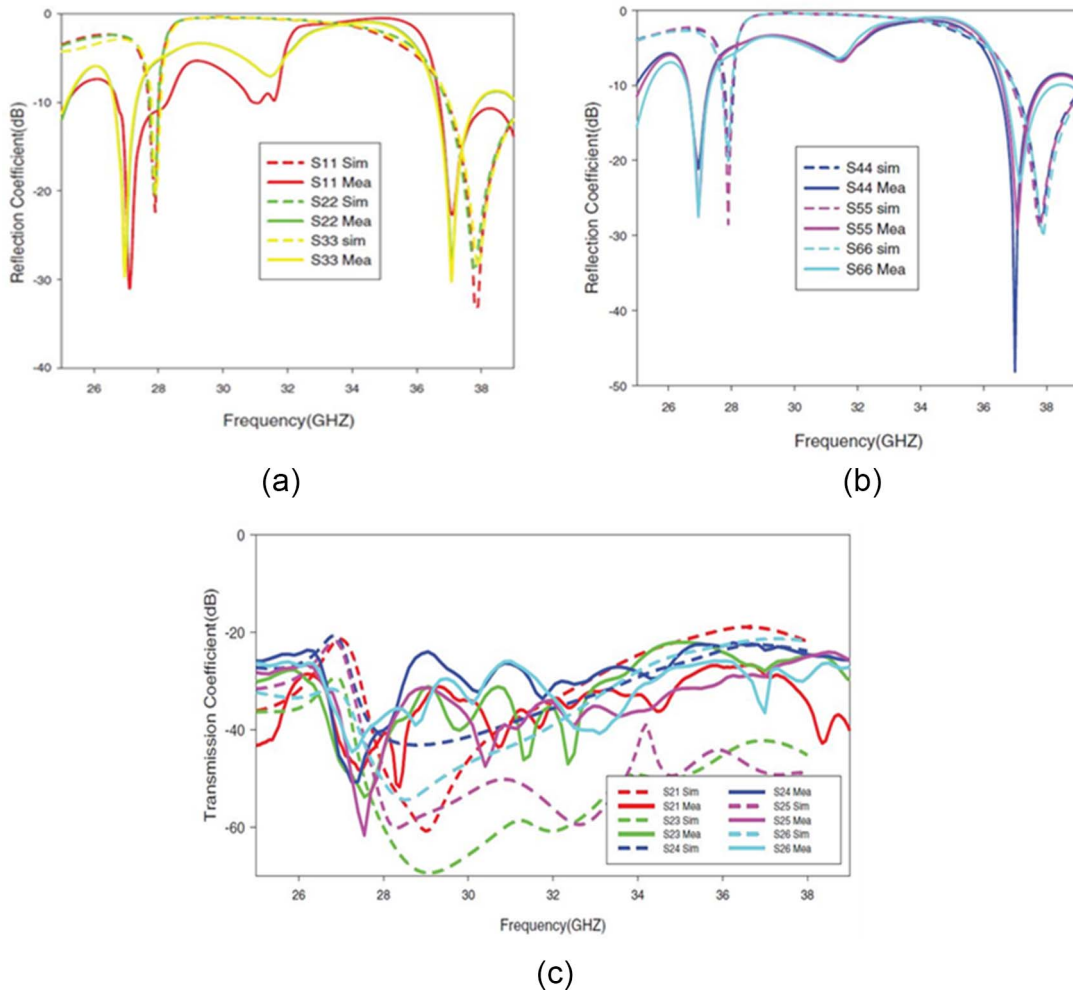 Reflection Coefficient(dB)
0
-10
-20
-30
-40
S11 Sim
S11 Mea
S22 Sim
S22 Mea
S33 sim
S33 Mea
26 28 30 32 34 36 38
Frequency(GHZ)
(a)
Reflection Coefficient(dB)
0
-10
-20
-30
-40
-50
S44 sim
S44 Mea
S55 sim
S55 Mea
S66 sim
S66 Mea
26 28 30 32 34 36 38
Frequency(GHZ)
(b)
Transmission Coefficient(dB)
0
-20
-40
-60
S21 Sim
S21 Mea
S23 Sim
S23 Mea
S24 Sim
S24 Mea
S25 Sim
S25 Mea
S26 Sim
S26 Mea
26 28 30 32 34 36 38
Frequency(GHZ)
(c)